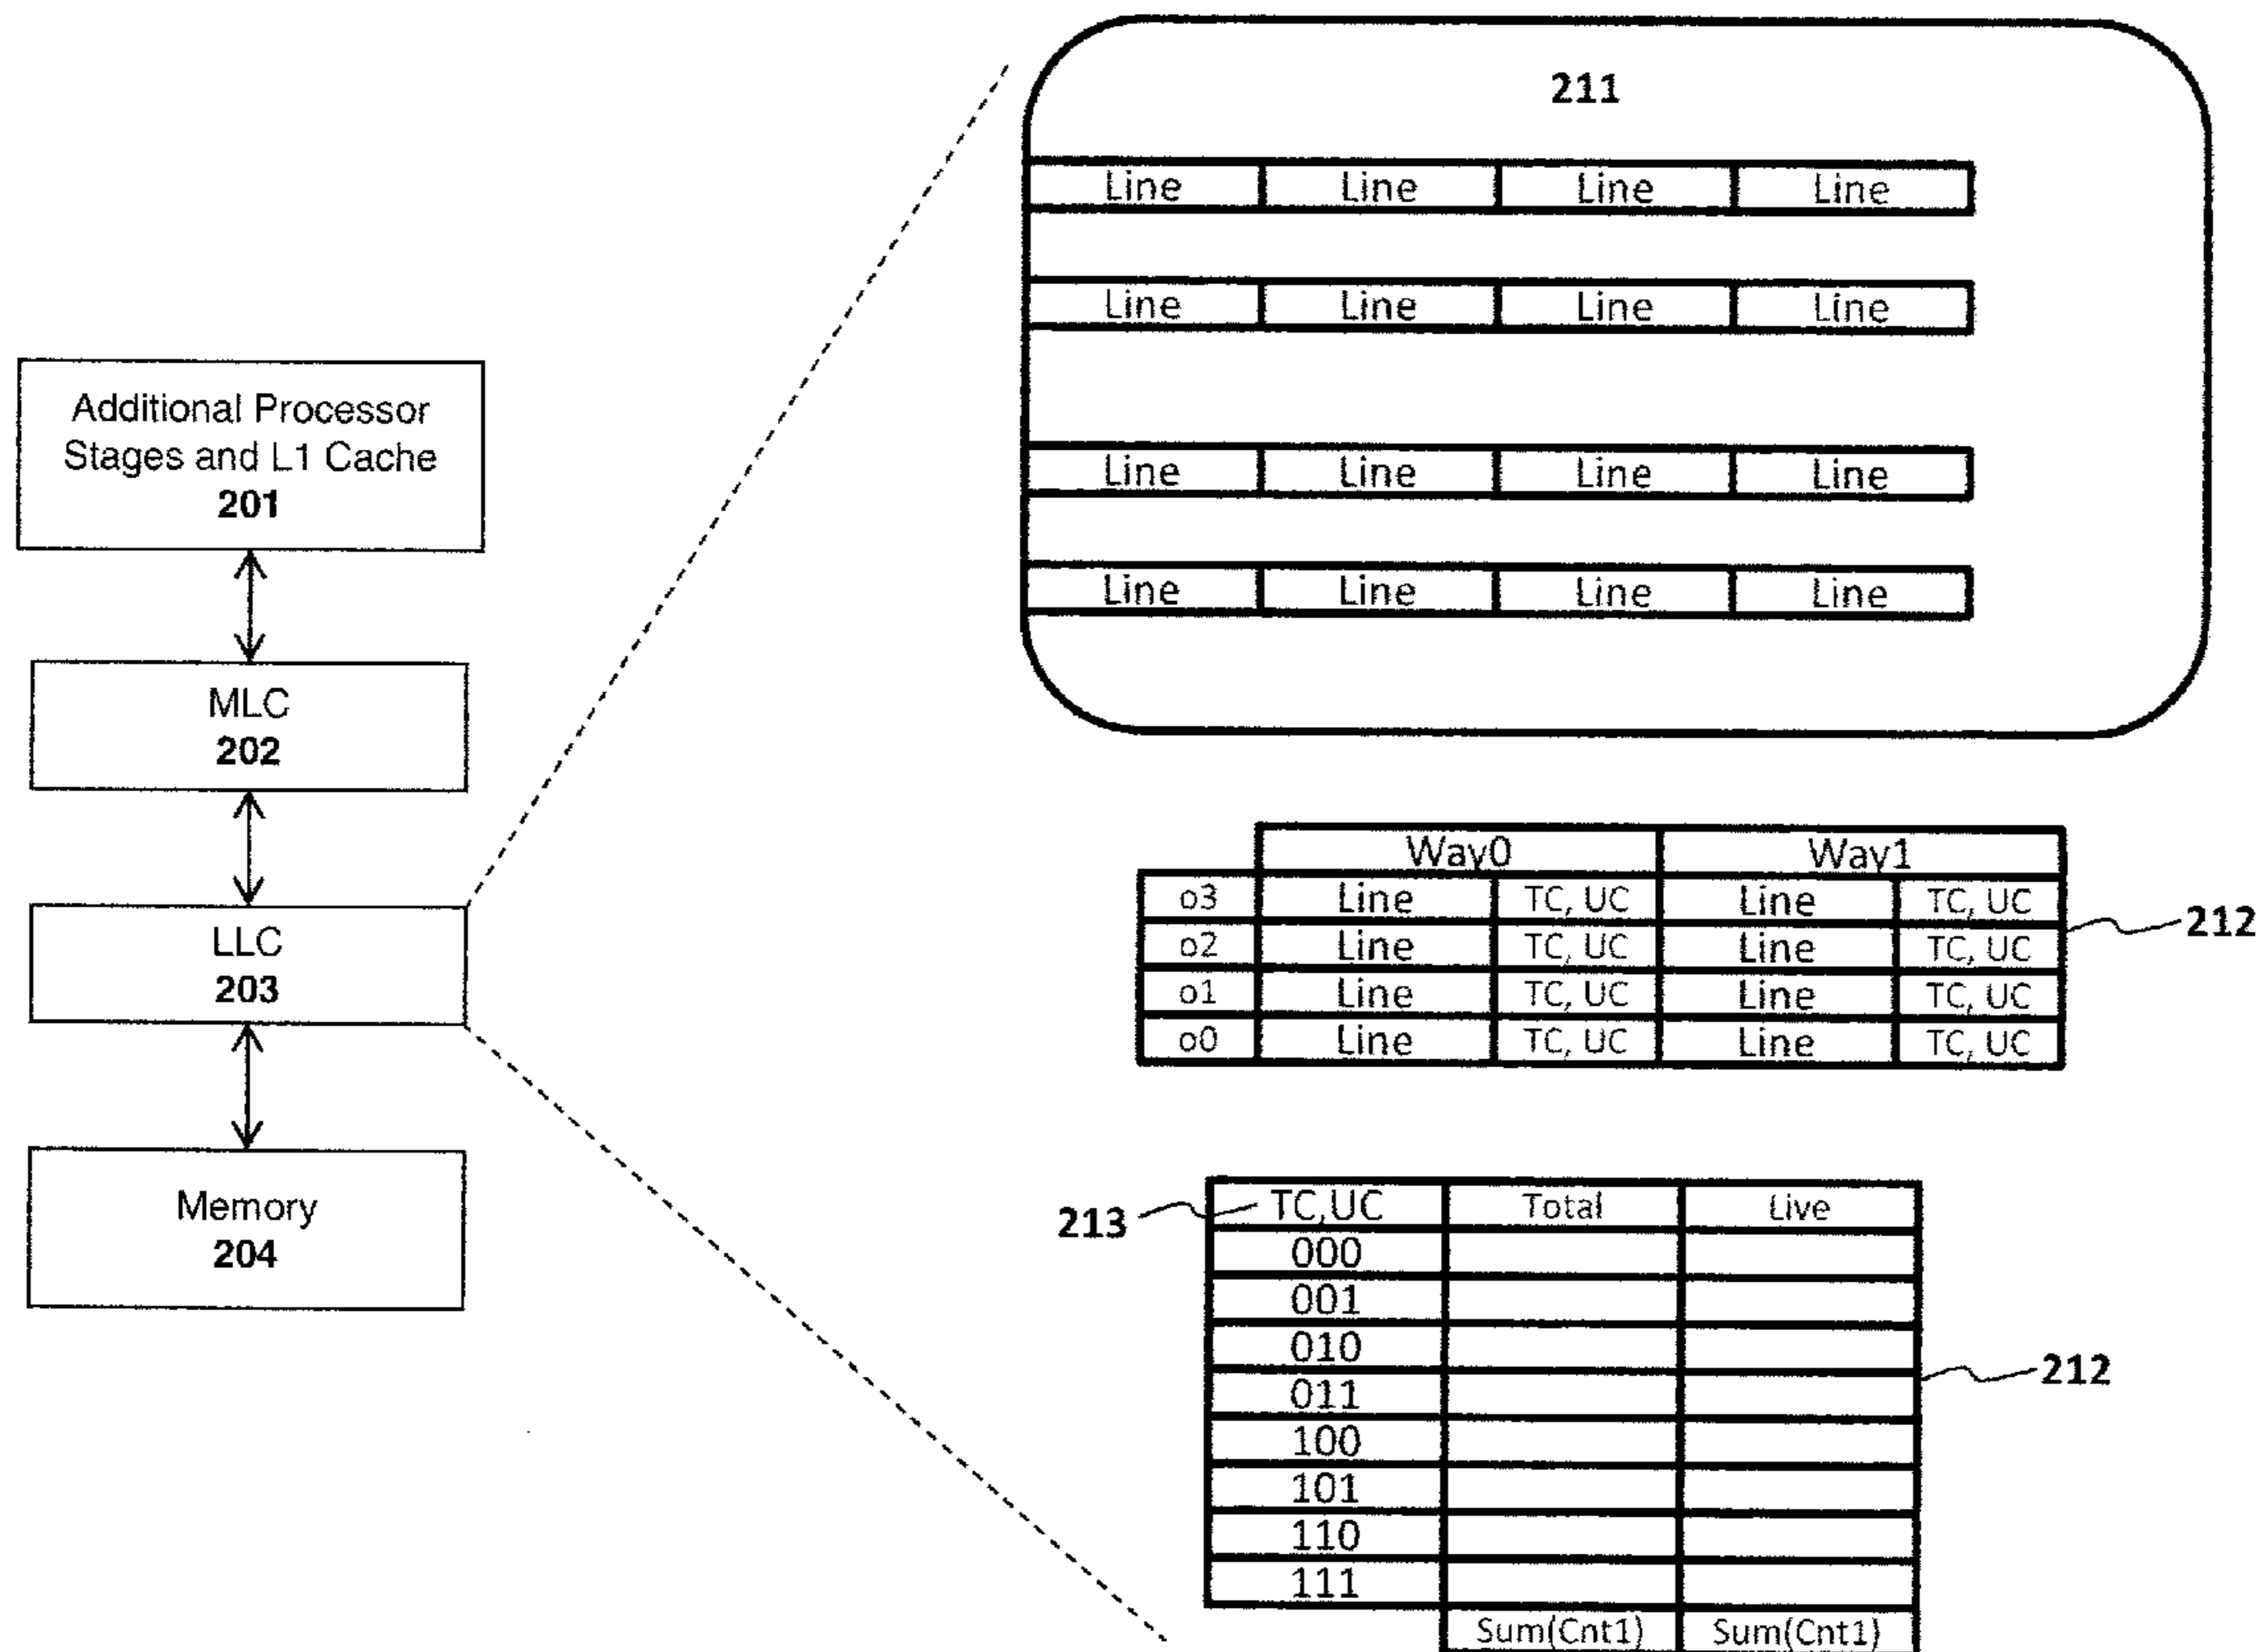 Additional Processor
Stages and L1 Cache
201
MLC
202
LLC
203
Memory
204
211
Line Line Line Line
Line Line Line Line
Line Line Line Line
Line Line Line Line
Way0 Way1
o3 Line TC, UC Line TC, UC
212
o2 Line TC, UC Line TC, UC
o1 Line TC, UC Line TC, UC
o0 Line TC, UC Line TC, UC
213
TC,UC Total Live
000
001
010
011
212
100
101
110
111
Sum(Cnt1) Sum(Cnt1)